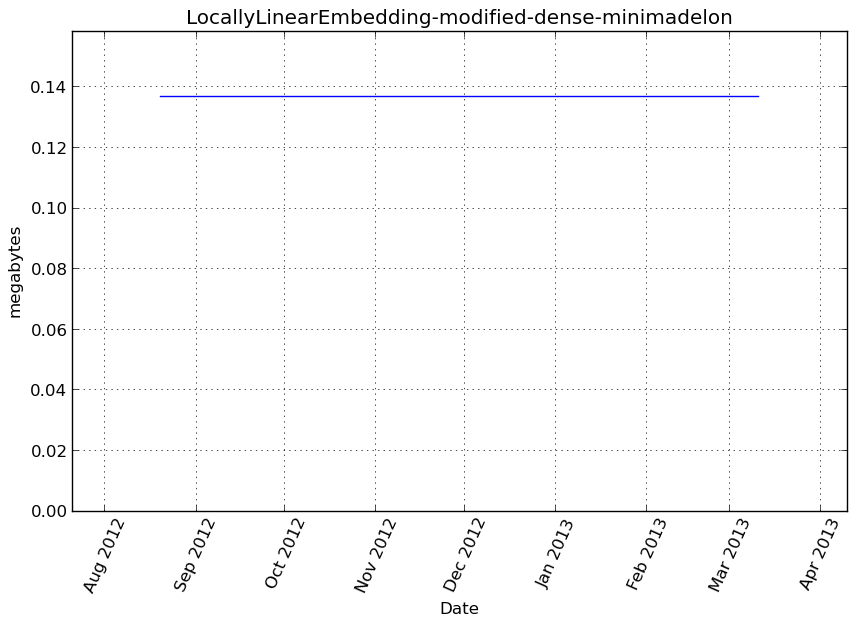 LocallyLinearEmbedding-modified-dense-minimadelon
megabytes
0.14
0.12
0.10
0.08
0.06
0.04
0.02
0.00
Aug 2012
Sep 2012
Oct 2012
Nov 2012
Dec 2012
Jan 2013
Feb 2013
Mar 2013
Apr 2013
Date